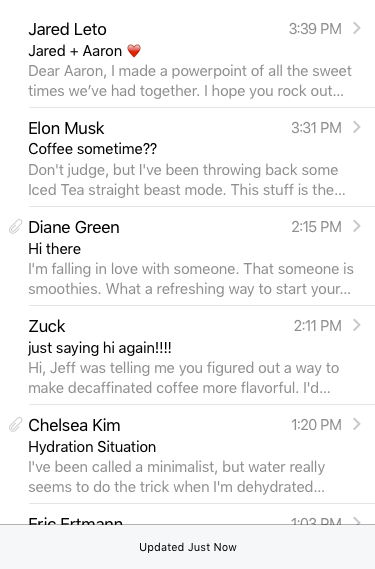 Jared Leto 3:39 PM
Jared + Aaron ❤️
Dear Aaron, I made a powerpoint of all the sweet
times we’ve had together. I hope you rock out...
Elon Musk 3:31 PM
Coffee sometime??
Don't judge, but I've been throwing back some
Iced Tea straight beast mode. This stuff is the...
Diane Green 2:15 PM
Hi there
I'm falling in love with someone. That someone is
smoothies. What a refreshing way to start your...
Zuck 2:11 PM
just saying hi again!!!!
Hi, Jeff was telling me you figured out a way to
make decaffinated coffee more flavorful. I'd...
Chelsea Kim 1:20 PM
Hydration Situation
I've been called a minimalist, but water really
seems to do the trick when I'm dehydrated...
Eric Ertmann 1:03 PM
Updated Just Now